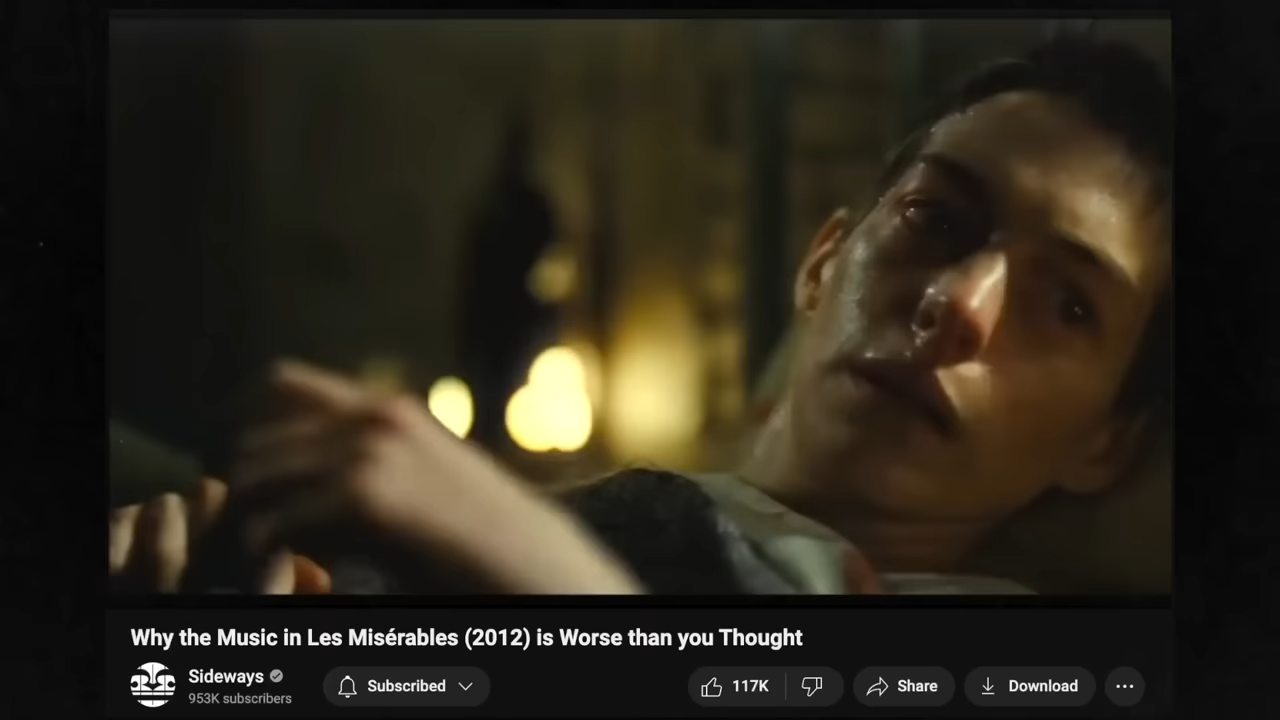 Why the Music in Les Misérables (2012) is Worse than you Thought
Sideways
953K subscribers
Subscribed
117K
Share
Download